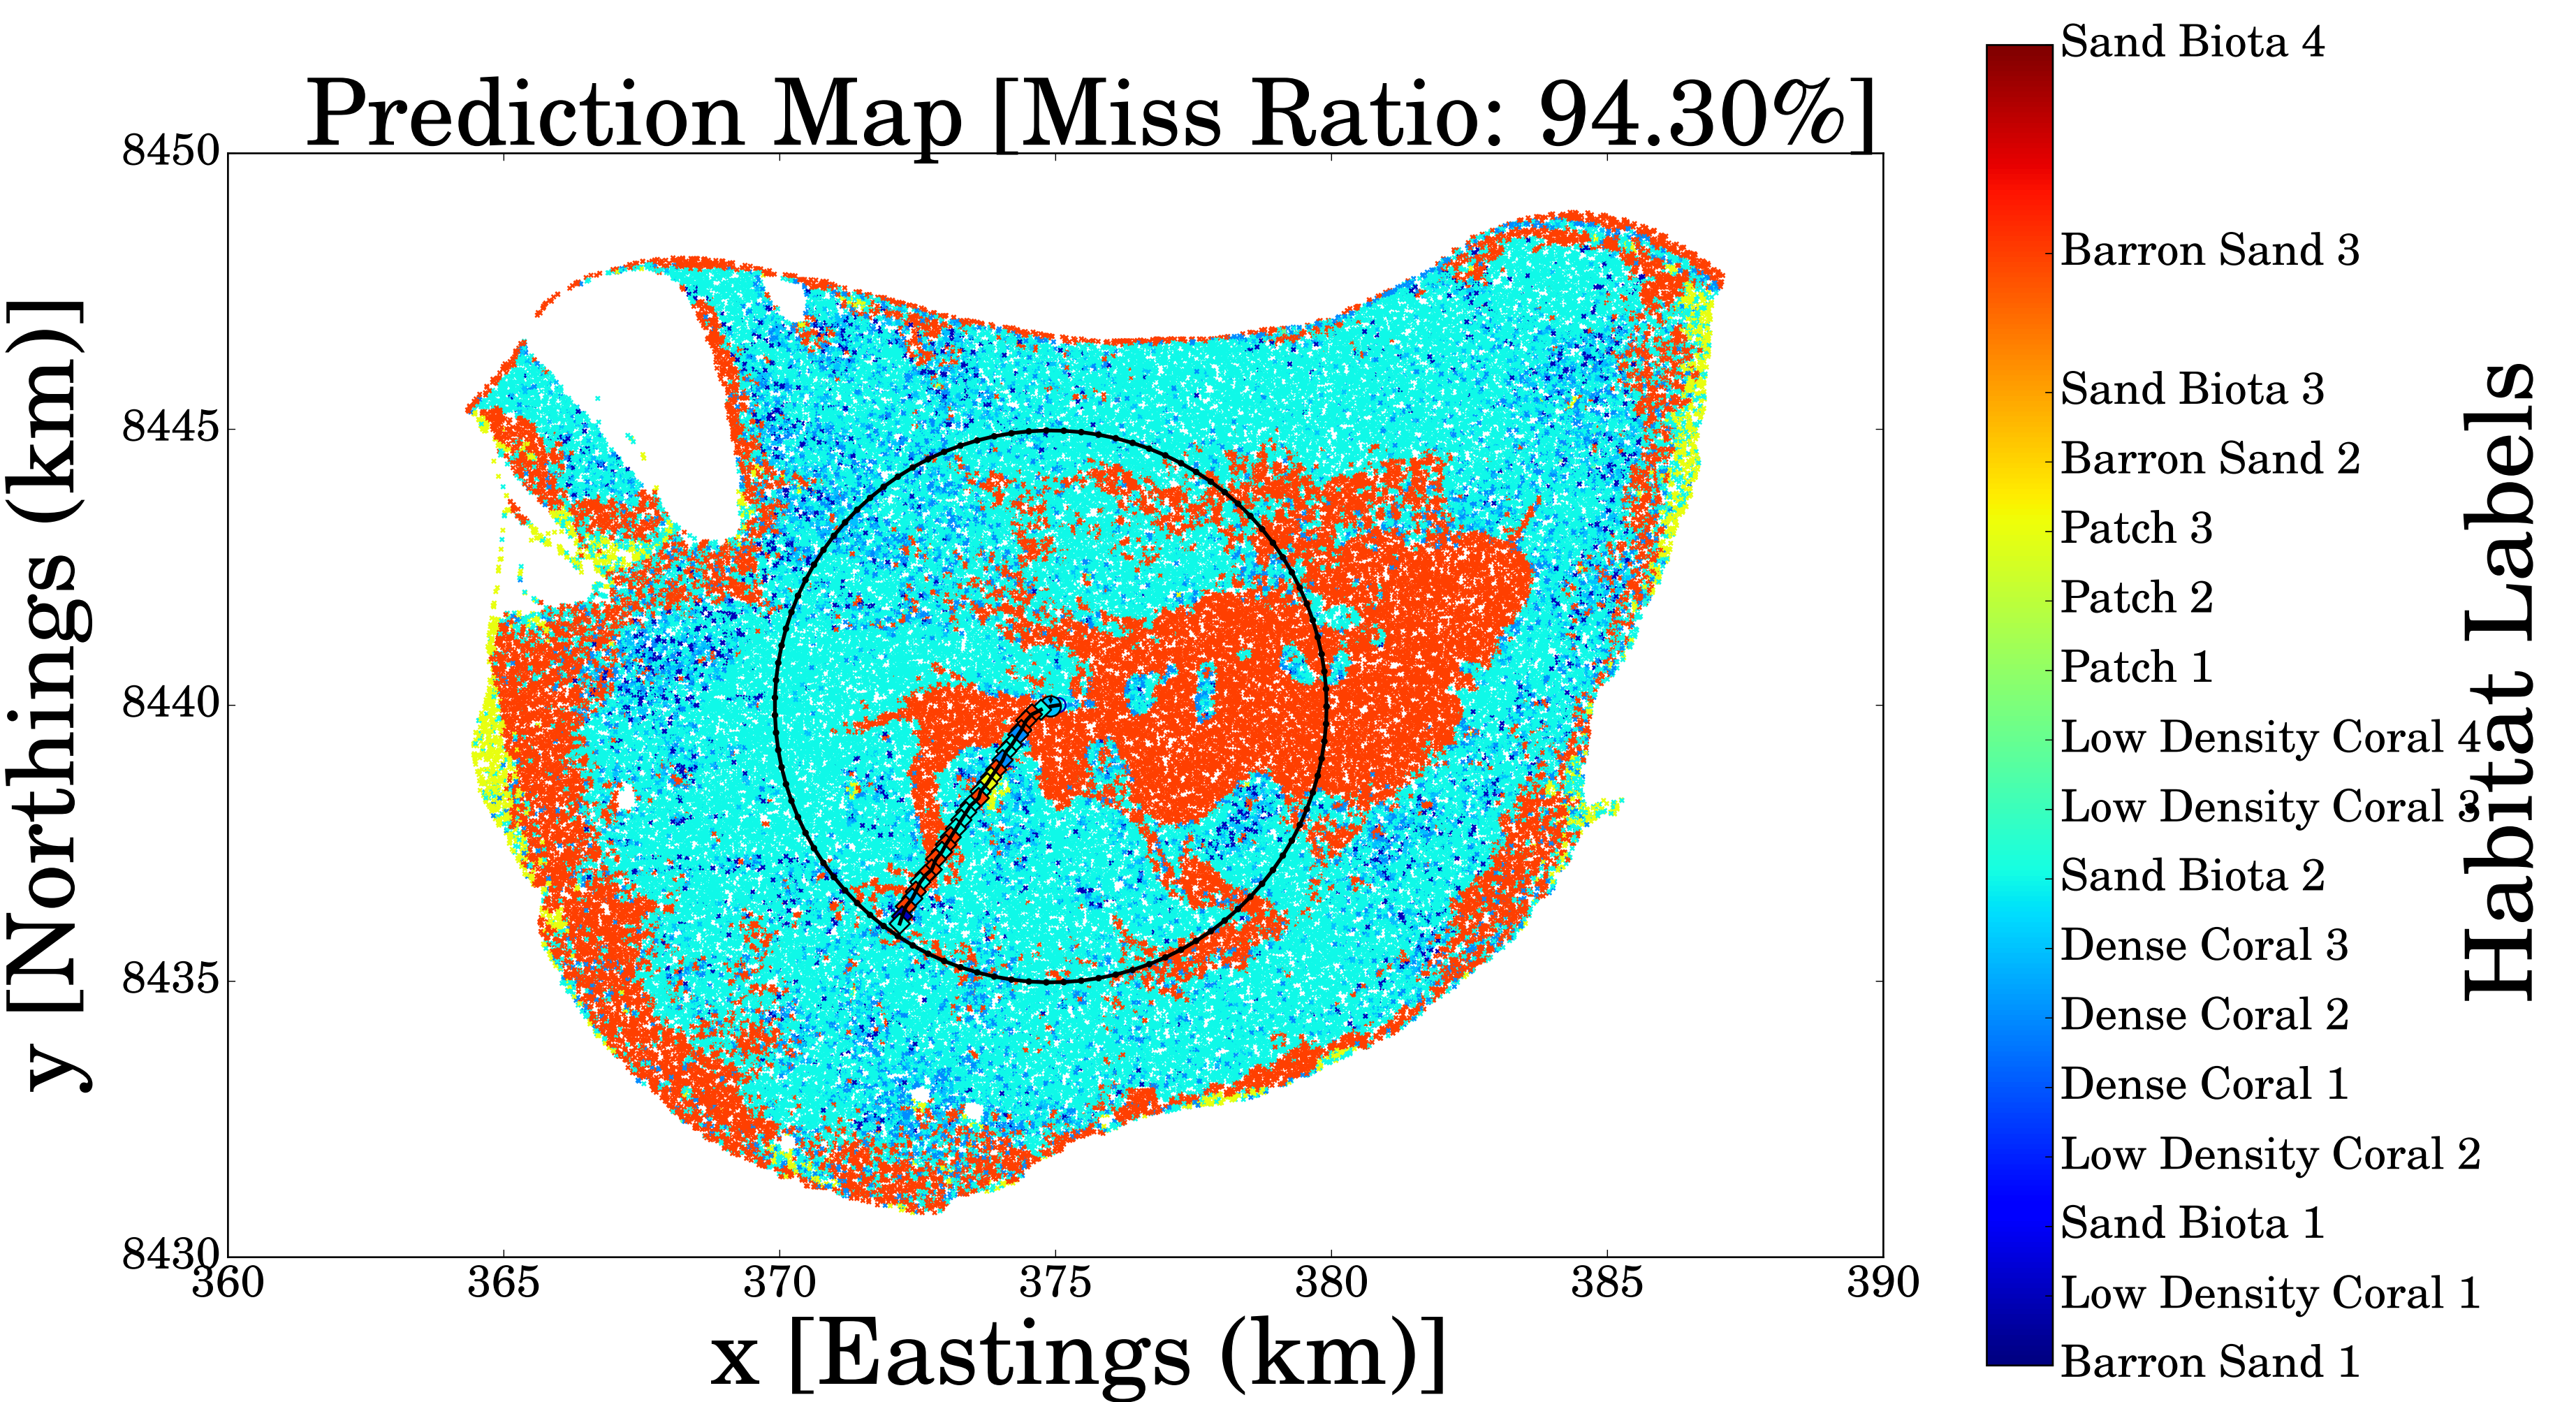 Prediction Map [Miss Ratio: 94.30%]
y [Northings (km)]
8450
8445
8440
8435
8430
360 365 370 375 380 385 390
x [Eastings (km)]
Sand Biota 4
Barron Sand 3
Sand Biota 3
Barron Sand 2
Patch 3
Patch 2
Patch 1
Low Density Coral 4
Low Density Coral 3
Sand Biota 2
Dense Coral 3
Dense Coral 2
Dense Coral 1
Low Density Coral 2
Sand Biota 1
Low Density Coral 1
Barron Sand 1
Habitat Labels